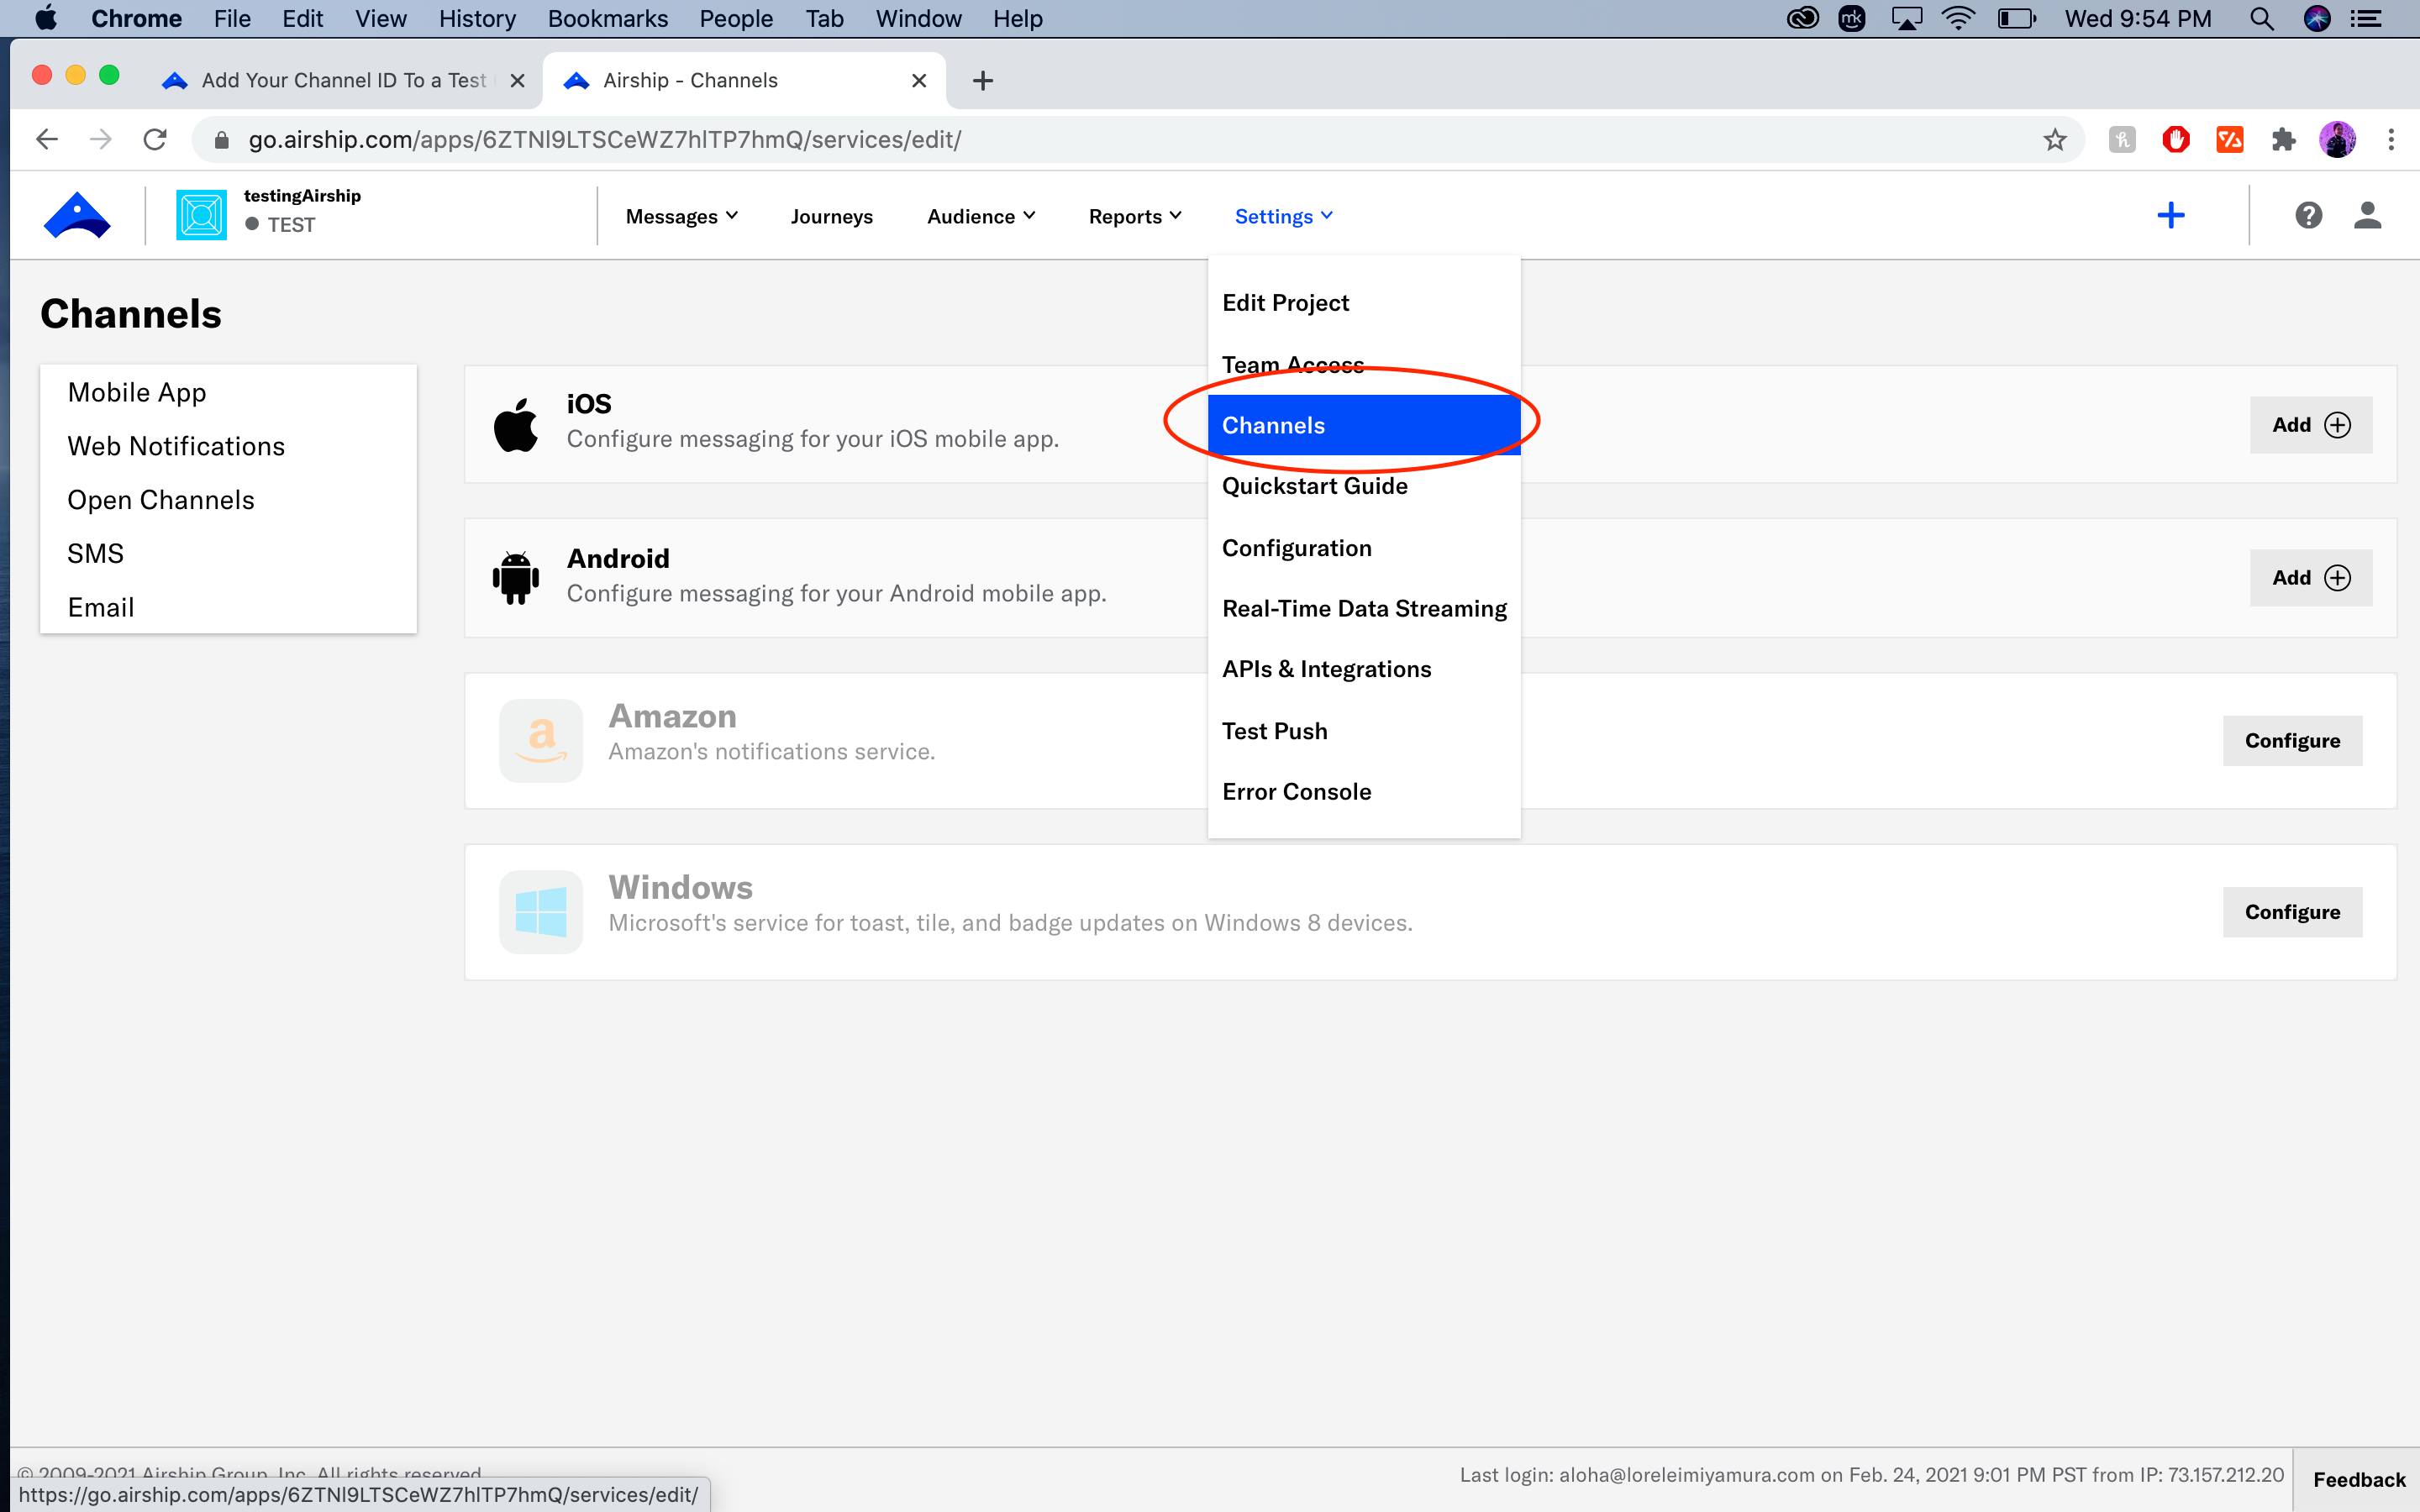 Chrome File Edit View History Bookmarks People Tab Window Help mk Wed 9:54 PM
Add Your Channel ID To a Test
Airship - Channels
go.airship.com/apps/6ZTNl9LTSCeWZ7hlTP7hmQ/services/edit/
testingAirship
TEST
Messages Journeys Audience Reports Settings
Channels
Mobile App
Web Notifications
Open Channels
SMS
Email
iOS
Configure messaging for your iOS mobile app.
Add
Android
Configure messaging for your Android mobile app.
Add
Amazon
Amazon's notifications service.
Configure
Windows
Microsoft's service for toast, tile, and badge updates on Windows 8 devices.
Configure
Edit Project
Team Access
Channels
Quickstart Guide
Configuration
Real-Time Data Streaming
APIs & Integrations
Test Push
Error Console
© 2009-2021 Airship Group, Inc. All rights reserved
https://go.airship.com/apps/6ZTNl9LTSCeWZ7hlTP7hmQ/services/edit/
Last login: aloha@loreleimiyamura.com on Feb. 24, 2021 9:01 PM PST from IP: 73.157.212.20
Feedback